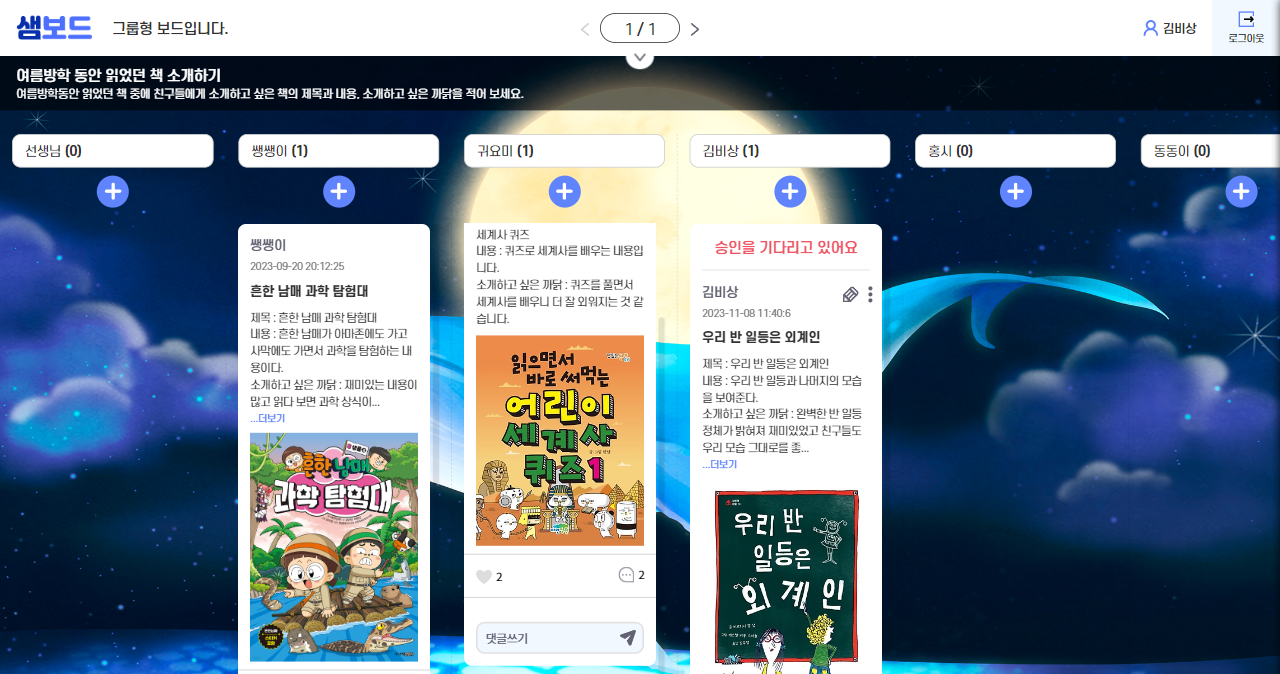 샘보드
그룹형 보드입니다.
1 / 1
김비상
로그아웃
여름방학 동안 읽었던 책 소개하기
여름방학동안 읽었던 책 중에 친구들에게 소개하고 싶은 책의 제목과 내용, 소개하고 싶은 까닭을 적어 보세요.
선생님 (0)
쌩쌩이 (1)
귀요미 (1)
김비상 (1)
홍시 (0)
동동이 (0)
쌩쌩이
2023-09-20 20:12:25
흔한 남매 과학 탐험대
제목 : 흔한 남매 과학 탐험대
내용 : 흔한 남매가 아마존에도 가고
사막에도 가면서 과학을 탐험하는 내
용이다.
소개하고 싶은 까닭 : 재미있는 내용이
많고 읽다 보면 과학 상식이...
...더보기
흔한남매
과학 탐험대
세계사 퀴즈
내용 : 퀴즈로 세계사를 배우는 내용입
니다.
소개하고 싶은 까닭 : 퀴즈를 풀면서
세계사를 배우니 더 잘 외워지는 것 같
습니다.
읽으면서
바로 써먹는
어린이
세계사
퀴즈 1
2
2
댓글쓰기
승인을 기다리고 있어요
김비상
2023-11-08 11:40:6
우리 반 일등은 외계인
제목 : 우리 반 일등은 외계인
내용 : 우리 반 일등과 나머지의 모습
을 보여준다.
소개하고 싶은 까닭 : 완벽한 반 일등
정체가 밝혀져 재미있었고 친구들도
우리 모습 그대로를 좋...
...더보기
우리 반
일등은
외계인